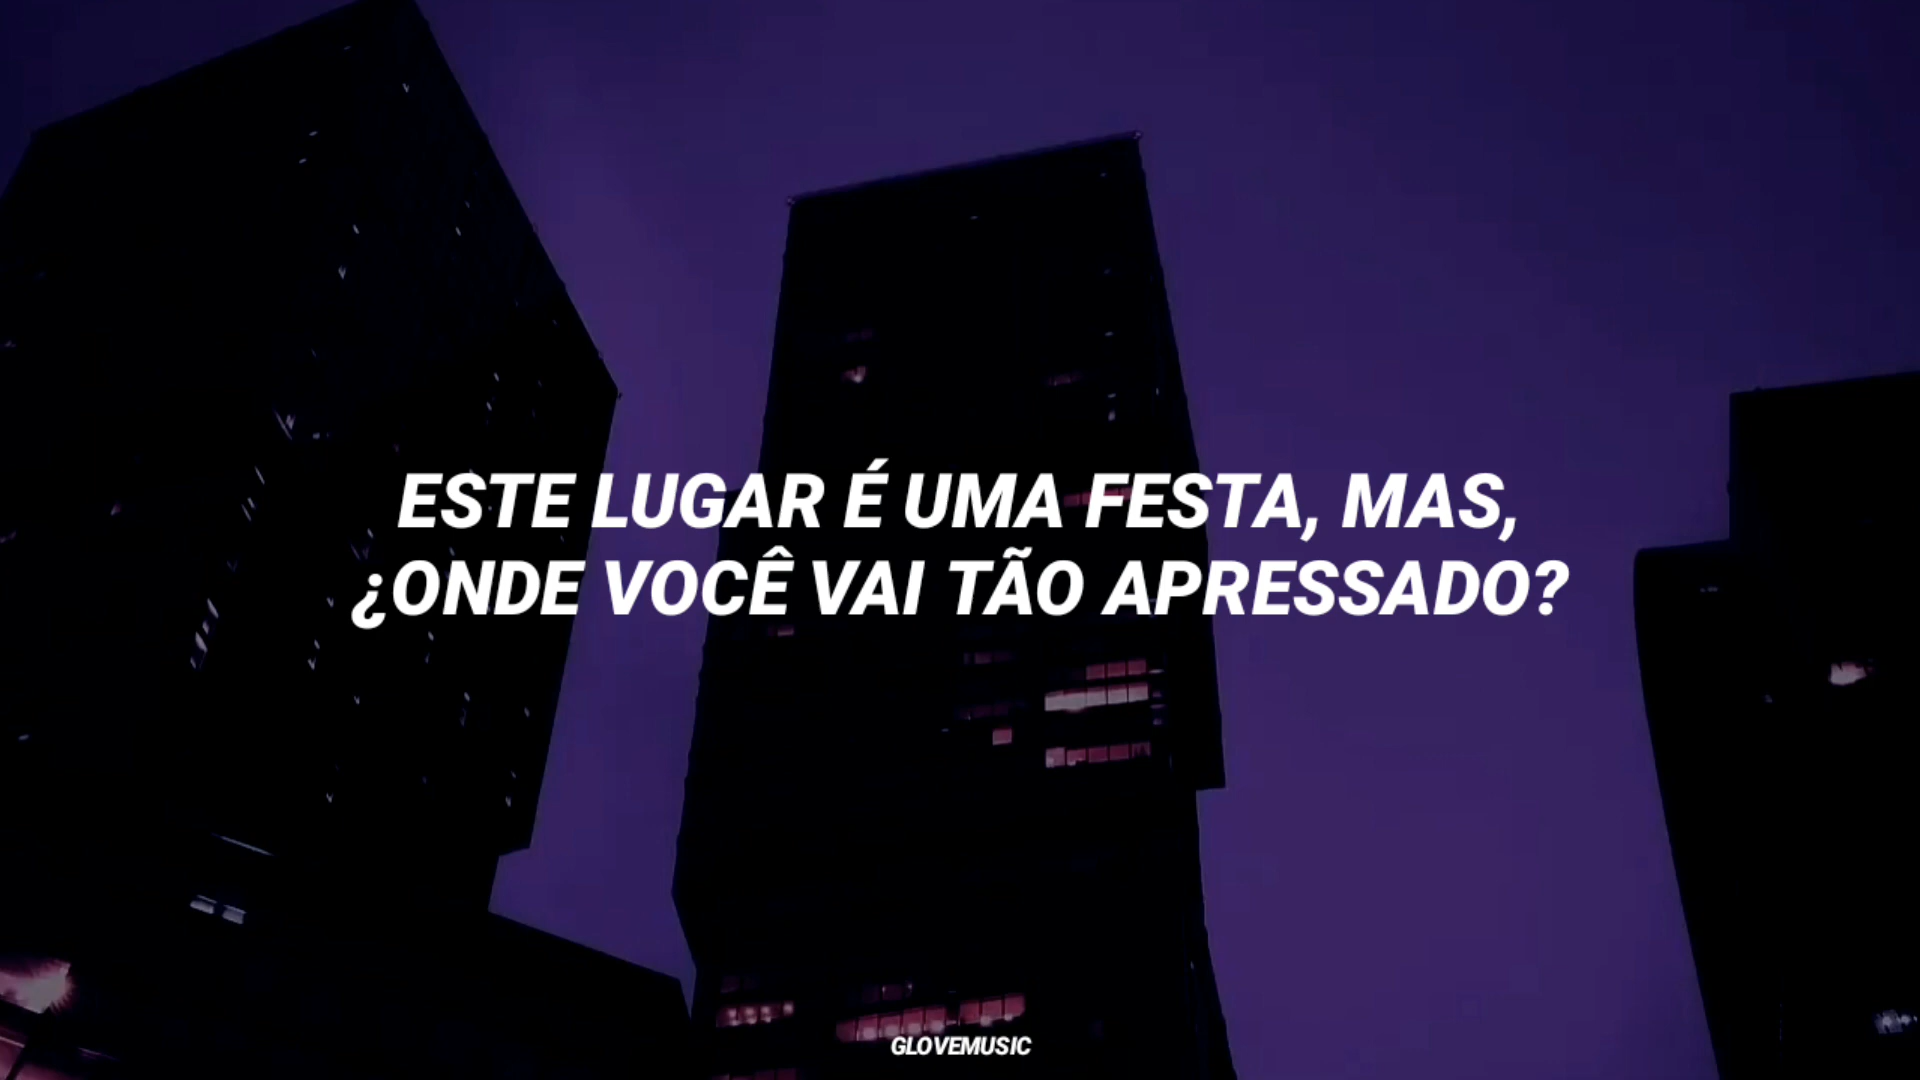 ESTE LUGAR É UMA FESTA, MAS,
¿ONDE VOCÊ VAI TÃO APRESSADO?
GLOVEMUSIC